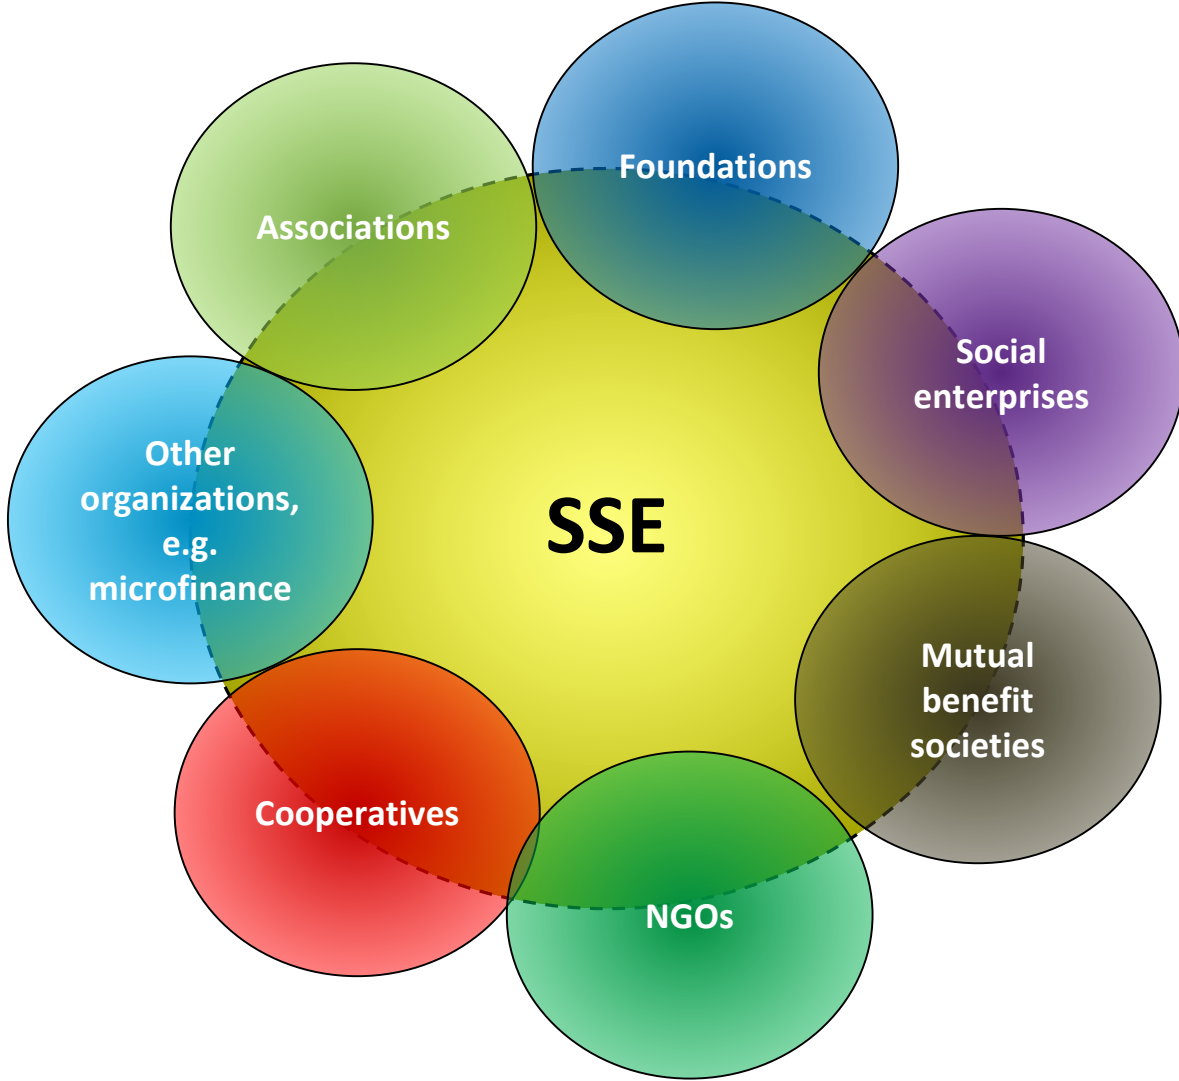 Foundations
Associations
Social
enterprises
Other
organizations,
e.g.
microfinance
SSE
Mutual
benefit
societies
Cooperatives
NGOs